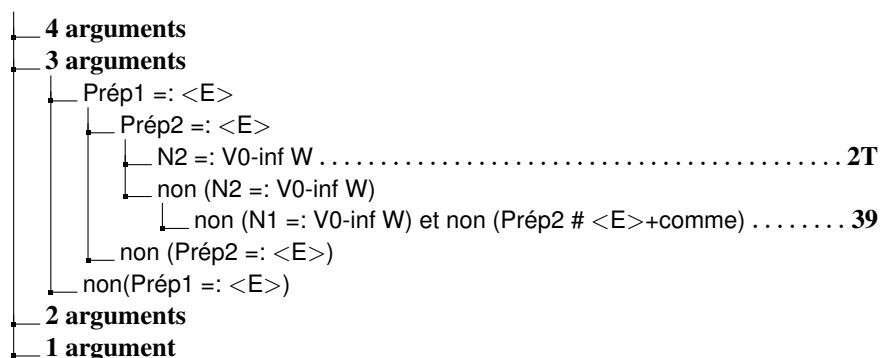 4 arguments
3 arguments
Prép1 =: <E>
Prép2 =: <E>
N2 =: V0-inf W . . . . . . . . . . . . . . . . . . . . . . . . . . . . . . . . . . . . . . . . . . . 2T
non (N2 =: V0-inf W)
non (N1 =: V0-inf W) et non (Prép2 # <E>+comme) . . . . . . . . 39
non (Prép2 =: <E>)
non(Prép1 =: <E>)
2 arguments
1 argument